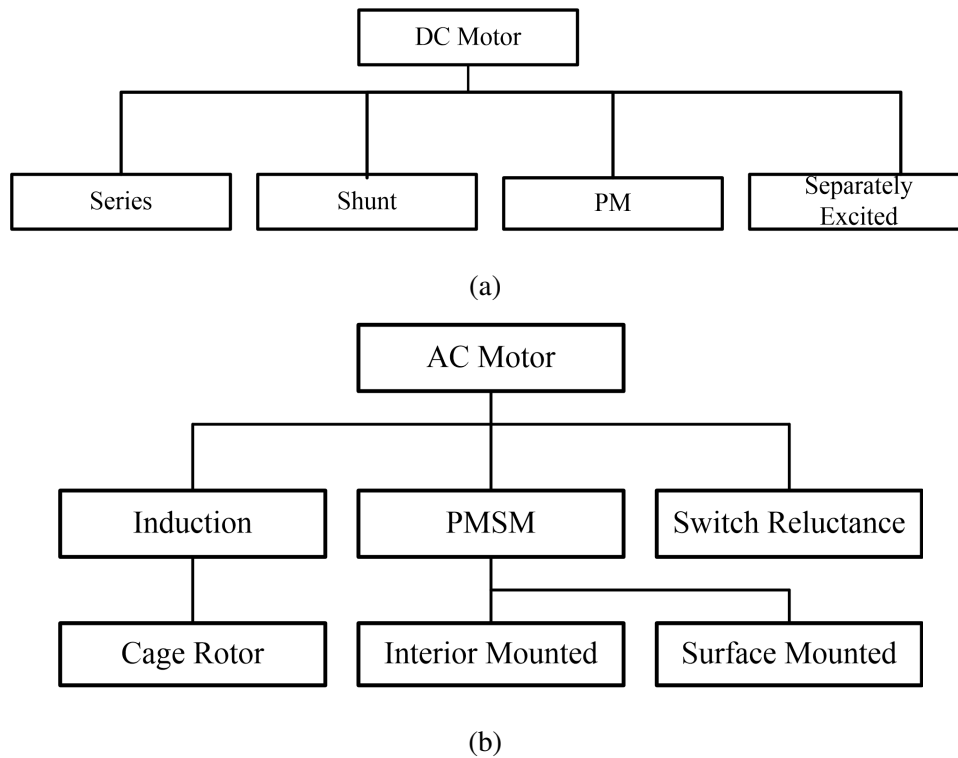 DC Motor
Series
Shunt
PM
Separately
Excited
(a)
AC Motor
Induction
PMSM
Switch Reluctance
Cage Rotor
Interior Mounted
Surface Mounted
(b)